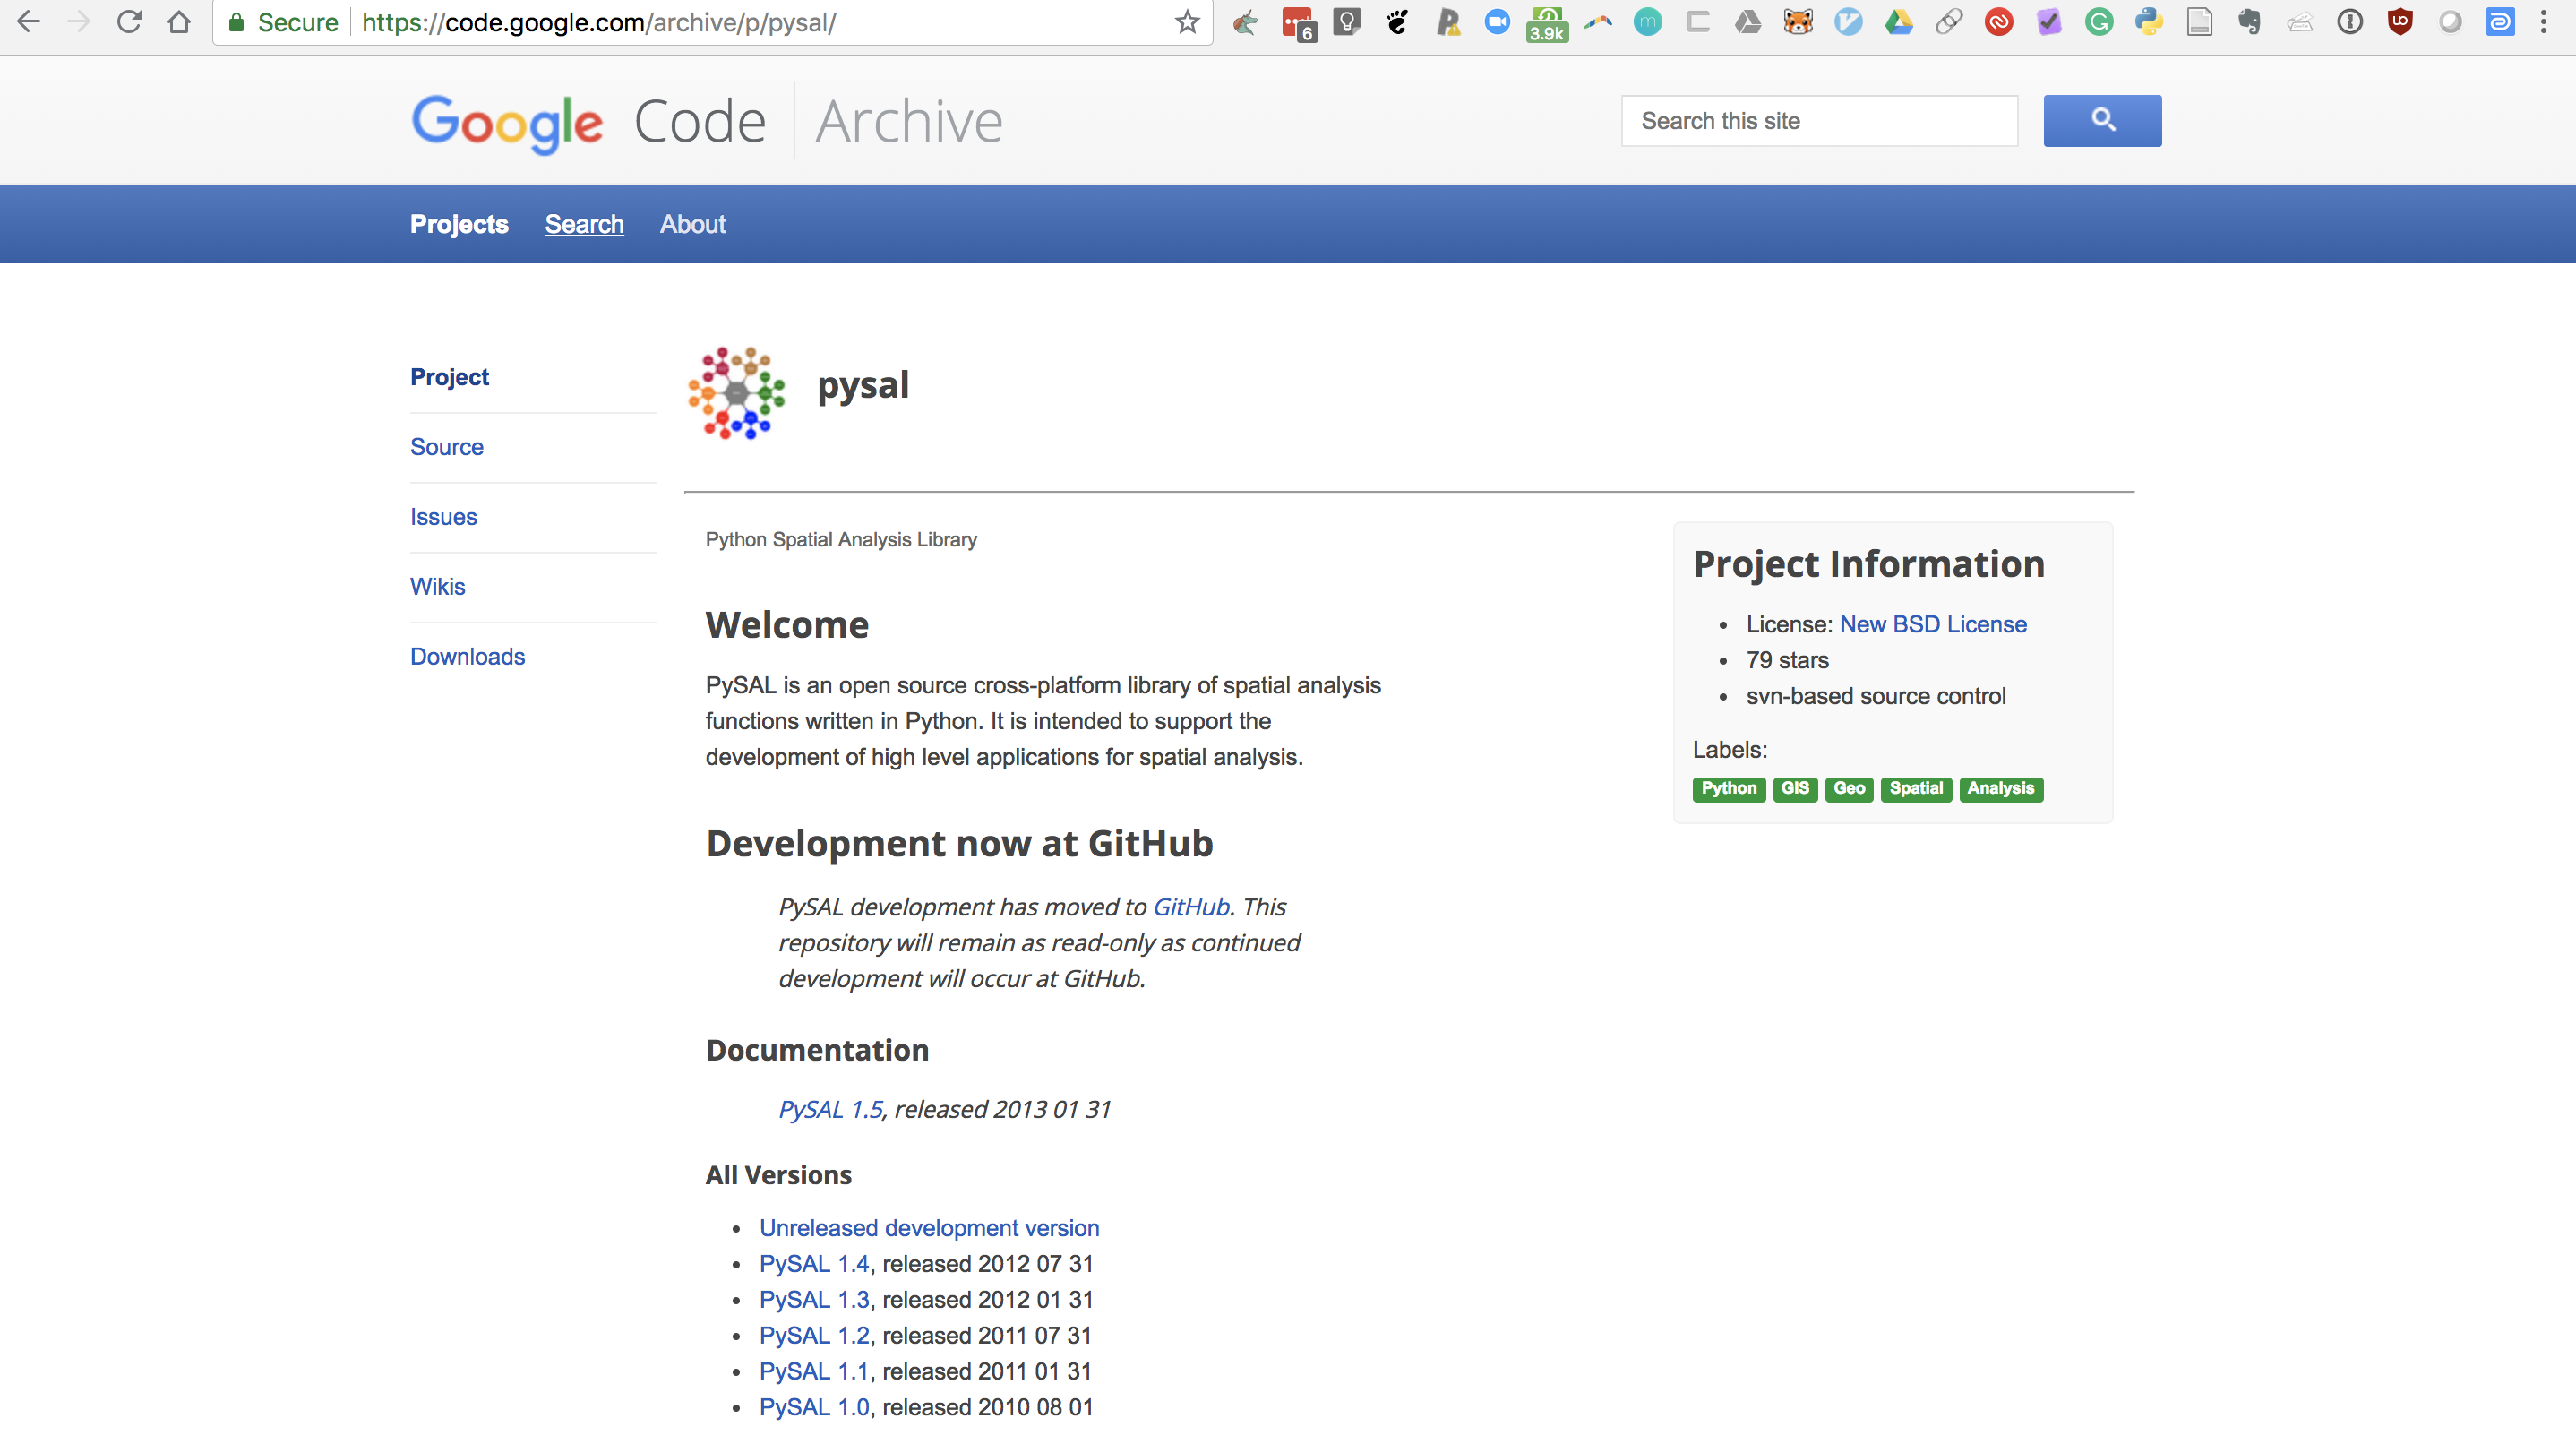 Secure https://code.google.com/archive/p/pysal/
6
3.9k
Google Code Archive
Search this site
Projects Search About
Project
Source
Issues
Wikis
Downloads
pysal
Python Spatial Analysis Library
Welcome
PySAL is an open source cross-platform library of spatial analysis
functions written in Python. It is intended to support the
development of high level applications for spatial analysis.
Development now at GitHub
PySAL development has moved to GitHub. This
repository will remain as read-only as continued
development will occur at GitHub.
Documentation
PySAL 1.5, released 2013 01 31
All Versions
Unreleased development version
PySAL 1.4, released 2012 07 31
PySAL 1.3, released 2012 01 31
PySAL 1.2, released 2011 07 31
PySAL 1.1, released 2011 01 31
PySAL 1.0, released 2010 08 01
Project Information
License: New BSD License
79 stars
svn-based source control
Labels:
Python GIS Geo Spatial Analysis